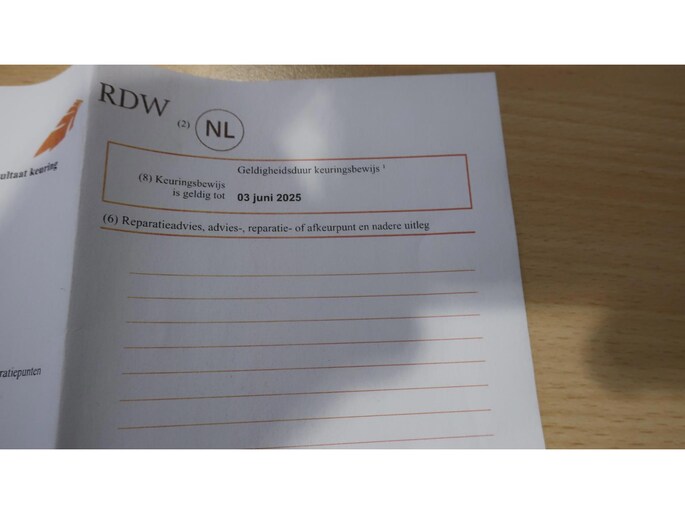 RDW
(2) NL
ultaat keuring
Geldigheidsduur keuringsbewijs ¹
(8) Keuringsbewijs
is geldig tot 03 juni 2025
(6) Reparatieadvies, advies-, reparatie- of afkeurpunt en nadere uitleg
ratiepunten